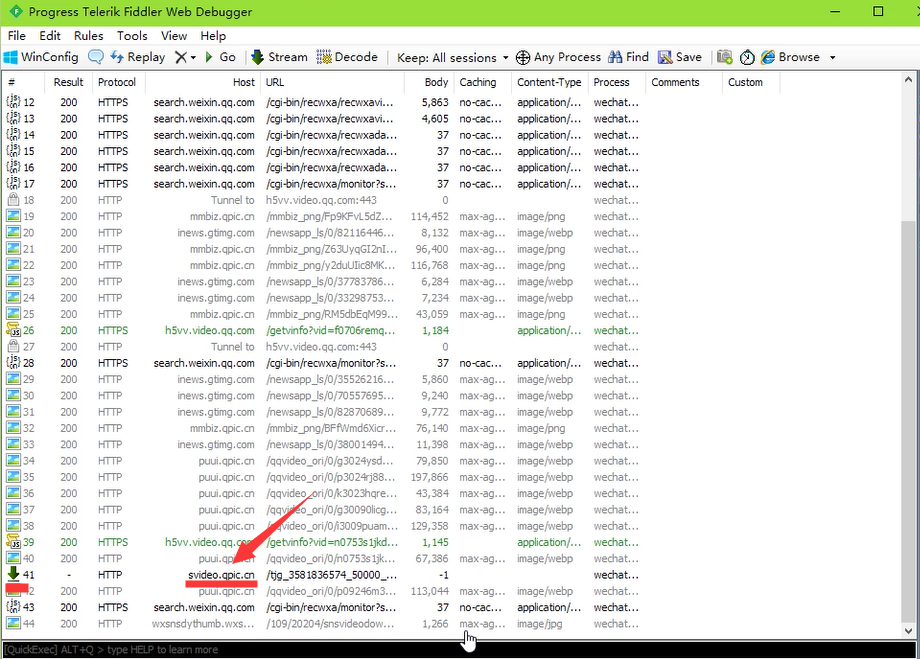 Progress Telerik Fiddler Web Debugger
File Edit Rules Tools View Help
WinConfig Replay Go Stream Decode Keep: All sessions Any Process Find Save Browse
# Result Protocol Host URL Body Caching Content-Type Process Comments Custom
12 200 HTTPS search.weixin.qq.com /cgi-bin/recwxa/recwxavi... 5,863 no-cac... application/... wechat...
13 200 HTTPS search.weixin.qq.com /cgi-bin/recwxa/recwxavi... 4,605 no-cac... application/... wechat...
14 200 HTTPS search.weixin.qq.com /cgi-bin/recwxa/recwxada... 37 no-cac... application/... wechat...
15 200 HTTPS search.weixin.qq.com /cgi-bin/recwxa/recwxada... 37 no-cac... application/... wechat...
16 200 HTTPS search.weixin.qq.com /cgi-bin/recwxa/recwxada... 37 no-cac... application/... wechat...
17 200 HTTPS search.weixin.qq.com /cgi-bin/recwxa/monitor?s... 37 no-cac... application/... wechat...
18 200 HTTP Tunnel to h5vv.video.qq.com:443 0 wechat...
19 200 HTTP mmbiz.qpic.cn /mmbiz_png/Fp9KFvL5dZ... 114,452 max-ag... image/png wechat...
20 200 HTTP inews.gtimg.com /newsapp_ls/0/82116446... 8,132 max-ag... image/webp wechat...
21 200 HTTP mmbiz.qpic.cn /mmbiz_png/Z63UyqGI2nI... 96,400 max-ag... image/png wechat...
22 200 HTTP mmbiz.qpic.cn /mmbiz_png/y2duUIic8MK... 116,768 max-ag... image/png wechat...
23 200 HTTP inews.gtimg.com /newsapp_ls/0/37783786... 6,284 max-ag... image/webp wechat...
24 200 HTTP inews.gtimg.com /newsapp_ls/0/33298753... 7,234 max-ag... image/webp wechat...
25 200 HTTP mmbiz.qpic.cn /mmbiz_png/RM5dbEqM99... 43,059 max-ag... image/png wechat...
26 200 HTTPS h5vv.video.qq.com /getvinfo?vid=f0706remq... 1,184 application/... wechat...
27 200 HTTP Tunnel to h5vv.video.qq.com:443 0 wechat...
28 200 HTTPS search.weixin.qq.com /cgi-bin/recwxa/monitor?s... 37 no-cac... application/... wechat...
29 200 HTTP inews.gtimg.com /newsapp_ls/0/35526216... 5,860 max-ag... image/webp wechat...
30 200 HTTP inews.gtimg.com /newsapp_ls/0/70557695... 9,240 max-ag... image/webp wechat...
31 200 HTTP inews.gtimg.com /newsapp_ls/0/82870689... 9,772 max-ag... image/webp wechat...
32 200 HTTP mmbiz.qpic.cn /mmbiz_png/BFfWmd6Xicr... 76,140 max-ag... image/png wechat...
33 200 HTTP inews.gtimg.com /newsapp_ls/0/38001494... 11,398 max-ag... image/webp wechat...
34 200 HTTP puui.qpic.cn /qqvideo_ori/0/g3024ysd... 79,850 max-ag... image/webp wechat...
35 200 HTTP puui.qpic.cn /qqvideo_ori/0/p3024rj88... 197,866 max-ag... image/webp wechat...
36 200 HTTP puui.qpic.cn /qqvideo_ori/0/k3023hqre... 43,384 max-ag... image/webp wechat...
37 200 HTTP puui.qpic.cn /qqvideo_ori/0/g30090licg... 83,164 max-ag... image/webp wechat...
38 200 HTTP puui.qpic.cn /qqvideo_ori/0/i3009puam... 129,358 max-ag... image/webp wechat...
39 200 HTTPS h5vv.video.qq.com /getvinfo?vid=n0753s1jkd... 1,145 application/... wechat...
40 200 HTTP puui.qpic.cn /qqvideo_ori/0/n0753s1jk... 67,386 max-ag... image/webp wechat...
41 - HTTP svideo.qpic.cn /tjg_3581836574_50000_... -1 wechat...
2 200 HTTP puui.qpic.cn /qqvideo_ori/0/p09246m3... 113,044 max-ag... image/webp wechat...
43 200 HTTPS search.weixin.qq.com /cgi-bin/recwxa/monitor?s... 37 no-cac... application/... wechat...
44 200 HTTP wxsnsdythumb.wxs... /109/20204/snsvideodow... 1,266 max-ag... image/jpg wechat...
[QuickExec] ALT+Q > type HELP to learn more